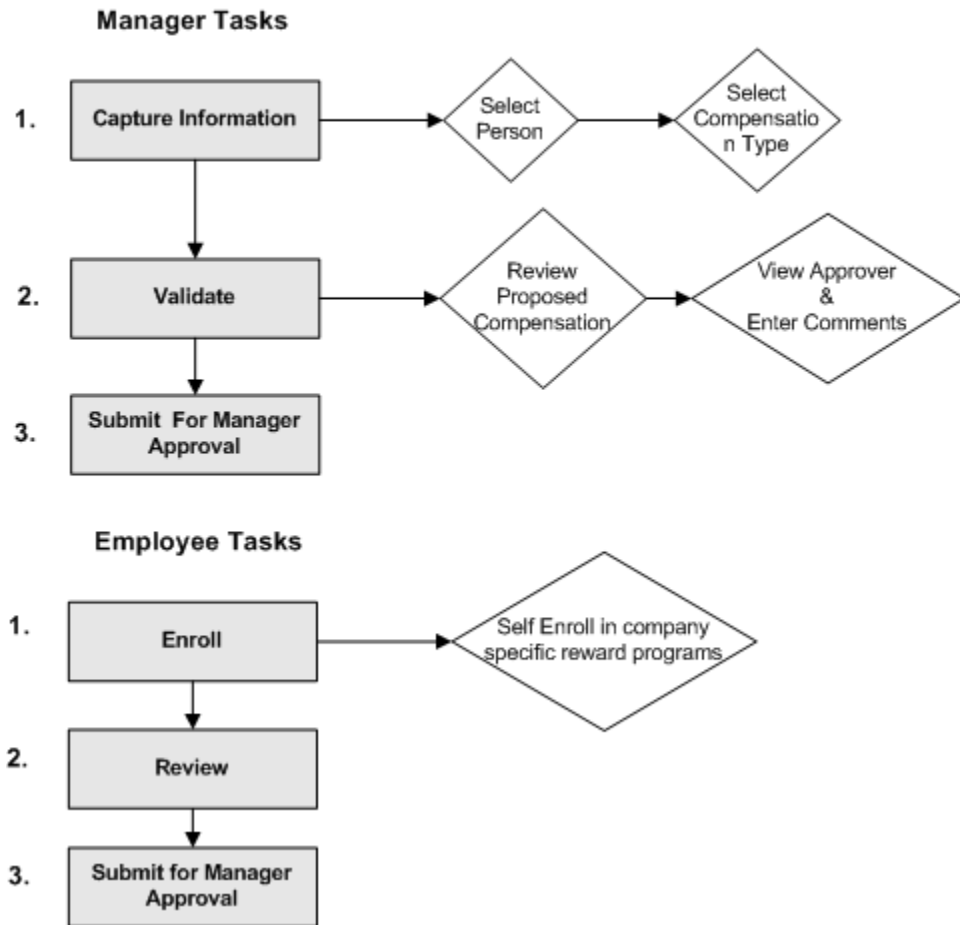 Manager Tasks
1.
Capture Information
Select
Person
Select
Compensatio
n Type
2.
Validate
Review
Proposed
Compensation
View Approver
&
Enter Comments
3.
Submit For Manager
Approval
Employee Tasks
1.
Enroll
Self Enroll in company
specific reward programs
2.
Review
3.
Submit for Manager
Approval